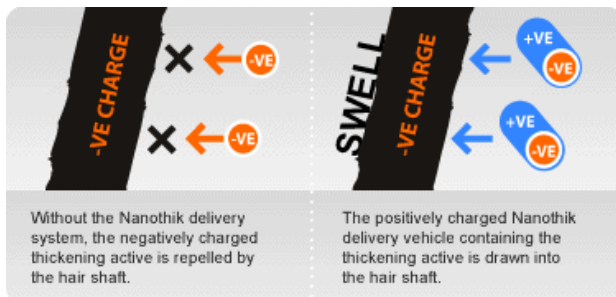 -VE CHARGE
-VE
-VE
SWELL
-VE CHARGE
+VE
-VE
+VE
-VE
Without the Nanothik delivery
system, the negatively charged
thickening active is repelled by
the hair shaft.
The positively charged Nanothik
delivery vehicle containing the
thickening active is drawn into
the hair shaft.